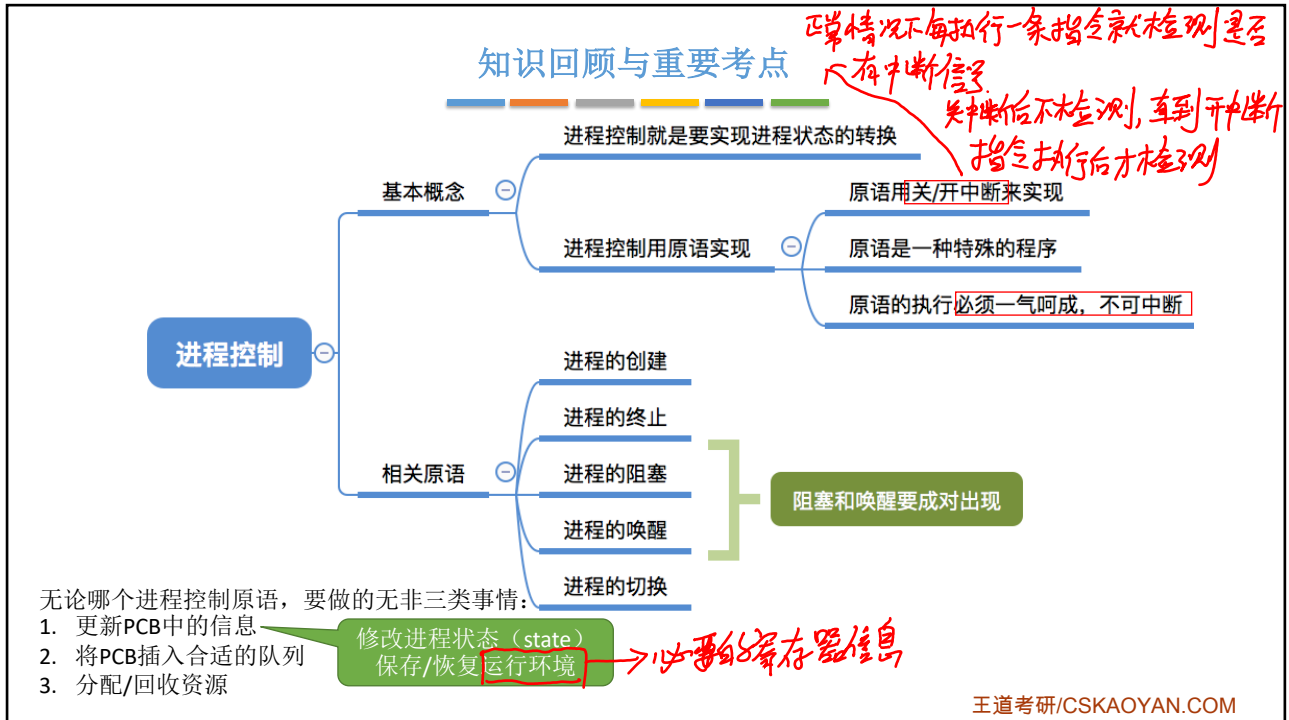 知识回顾与重要考点
正常情况下每执行一条指令就检测是否
有中断信号
关中断后不检测,直到开中断
指令执行后才检测
进程控制就是要实现进程状态的转换
基本概念
原语用关/开中断来实现
进程控制用原语实现
原语是一种特殊的程序
原语的执行必须一气呵成，不可中断
进程控制
进程的创建
进程的终止
相关原语
进程的阻塞
阻塞和唤醒要成对出现
进程的唤醒
进程的切换
无论哪个进程控制原语，要做的无非三类事情：
1. 更新PCB中的信息
2. 将PCB插入合适的队列
3. 分配/回收资源
修改进程状态（state）
保存/恢复运行环境
必要的寄存器信息
王道考研/CSKAOYAN.COM